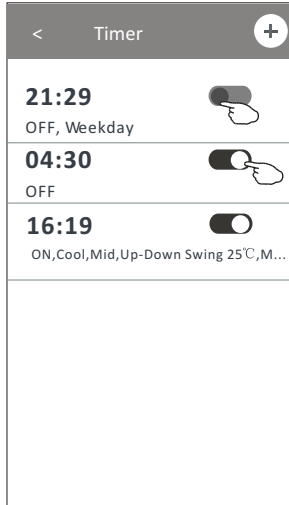 < Timer +
21:29
OFF, Weekday
04:30
OFF
16:19
ON,Cool,Mid,Up-Down Swing 25℃,M...